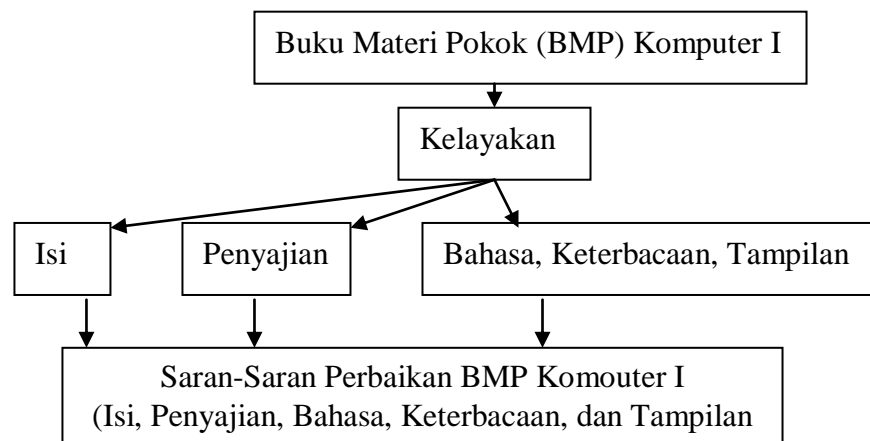 Buku Materi Pokok (BMP) Komputer I
Kelayakan
Isi
Penyajian
Bahasa, Keterbacaan, Tampilan
Saran-Saran Perbaikan BMP Komouter I
(Isi, Penyajian, Bahasa, Keterbacaan, dan Tampilan